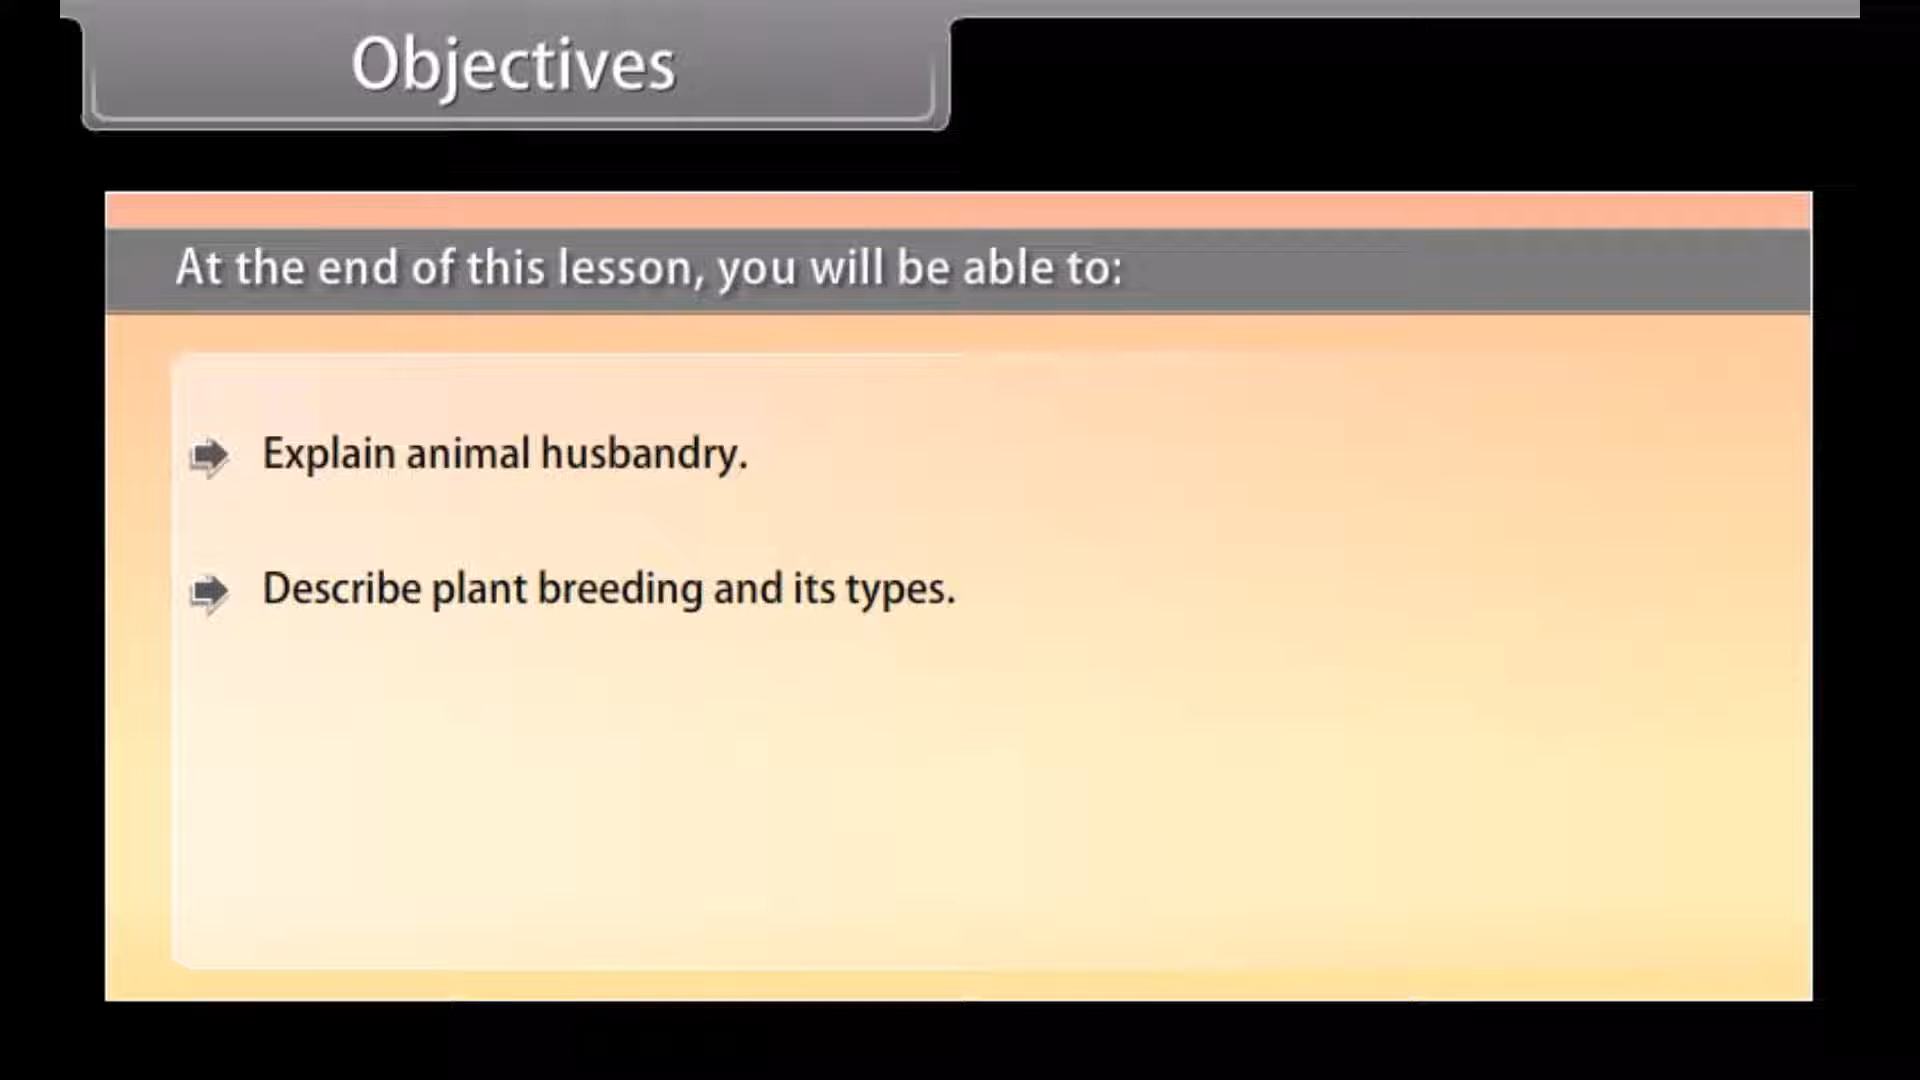 Objectives
At the end of this lesson, you will be able to:
Explain animal husbandry.
Describe plant breeding and its types.